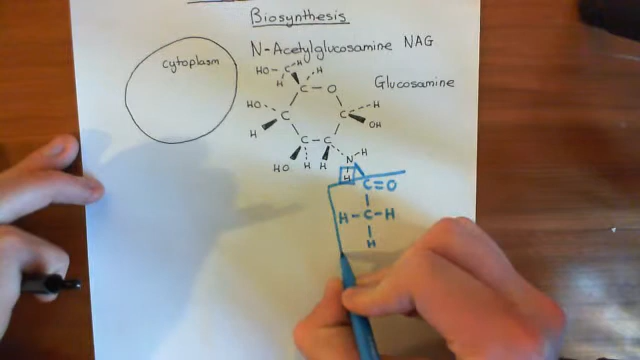 Biosynthesis
N-Acetylglucosamine NAG
cytoplasm
Glucosamine
HO C H H
H C O
HO C C H
H OH
C C
HO H H N H
H
C=O
H-C-H
H